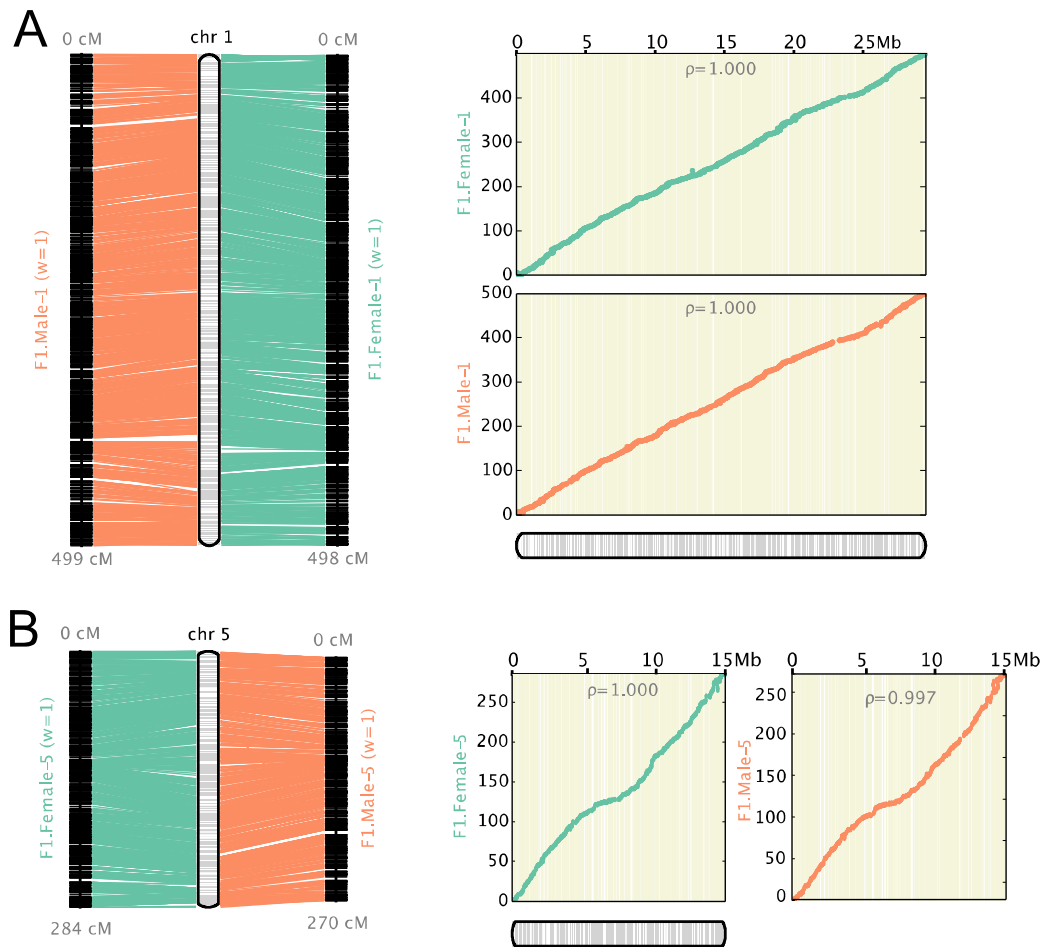 A
0 cM
chr 1
0 cM
F1.Male-1 (w=1)
F1.Female-1 (w=1)
499 cM
498 cM
0 5 10 15 20 25Mb
ρ=1.000
F1.Female-1
400
300
200
100
0
ρ=1.000
F1.Male-1
500
400
300
200
100
0
B
0 cM
chr 5
0 cM
F1.Female-5 (w=1)
F1.Male-5 (w=1)
284 cM
270 cM
0 5 10 15Mb
ρ=1.000
F1.Female-5
250
200
150
100
50
0
0 5 10 15Mb
ρ=0.997
F1.Male-5
250
200
150
100
50
0